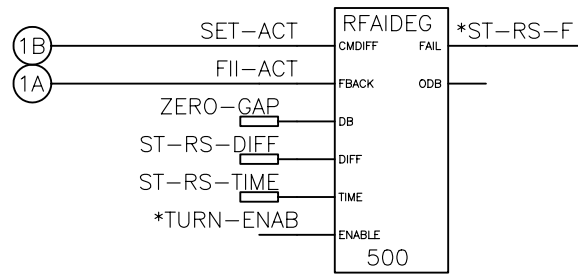 RFAIDEG
SET-ACT *ST-RS-F
1B CMDIFF FAIL
FII-ACT
1A FBACK ODB
ZERO-GAP
DB
ST-RS-DIFF
DIFF
ST-RS-TIME
TIME
*TURN-ENAB
ENABLE
500